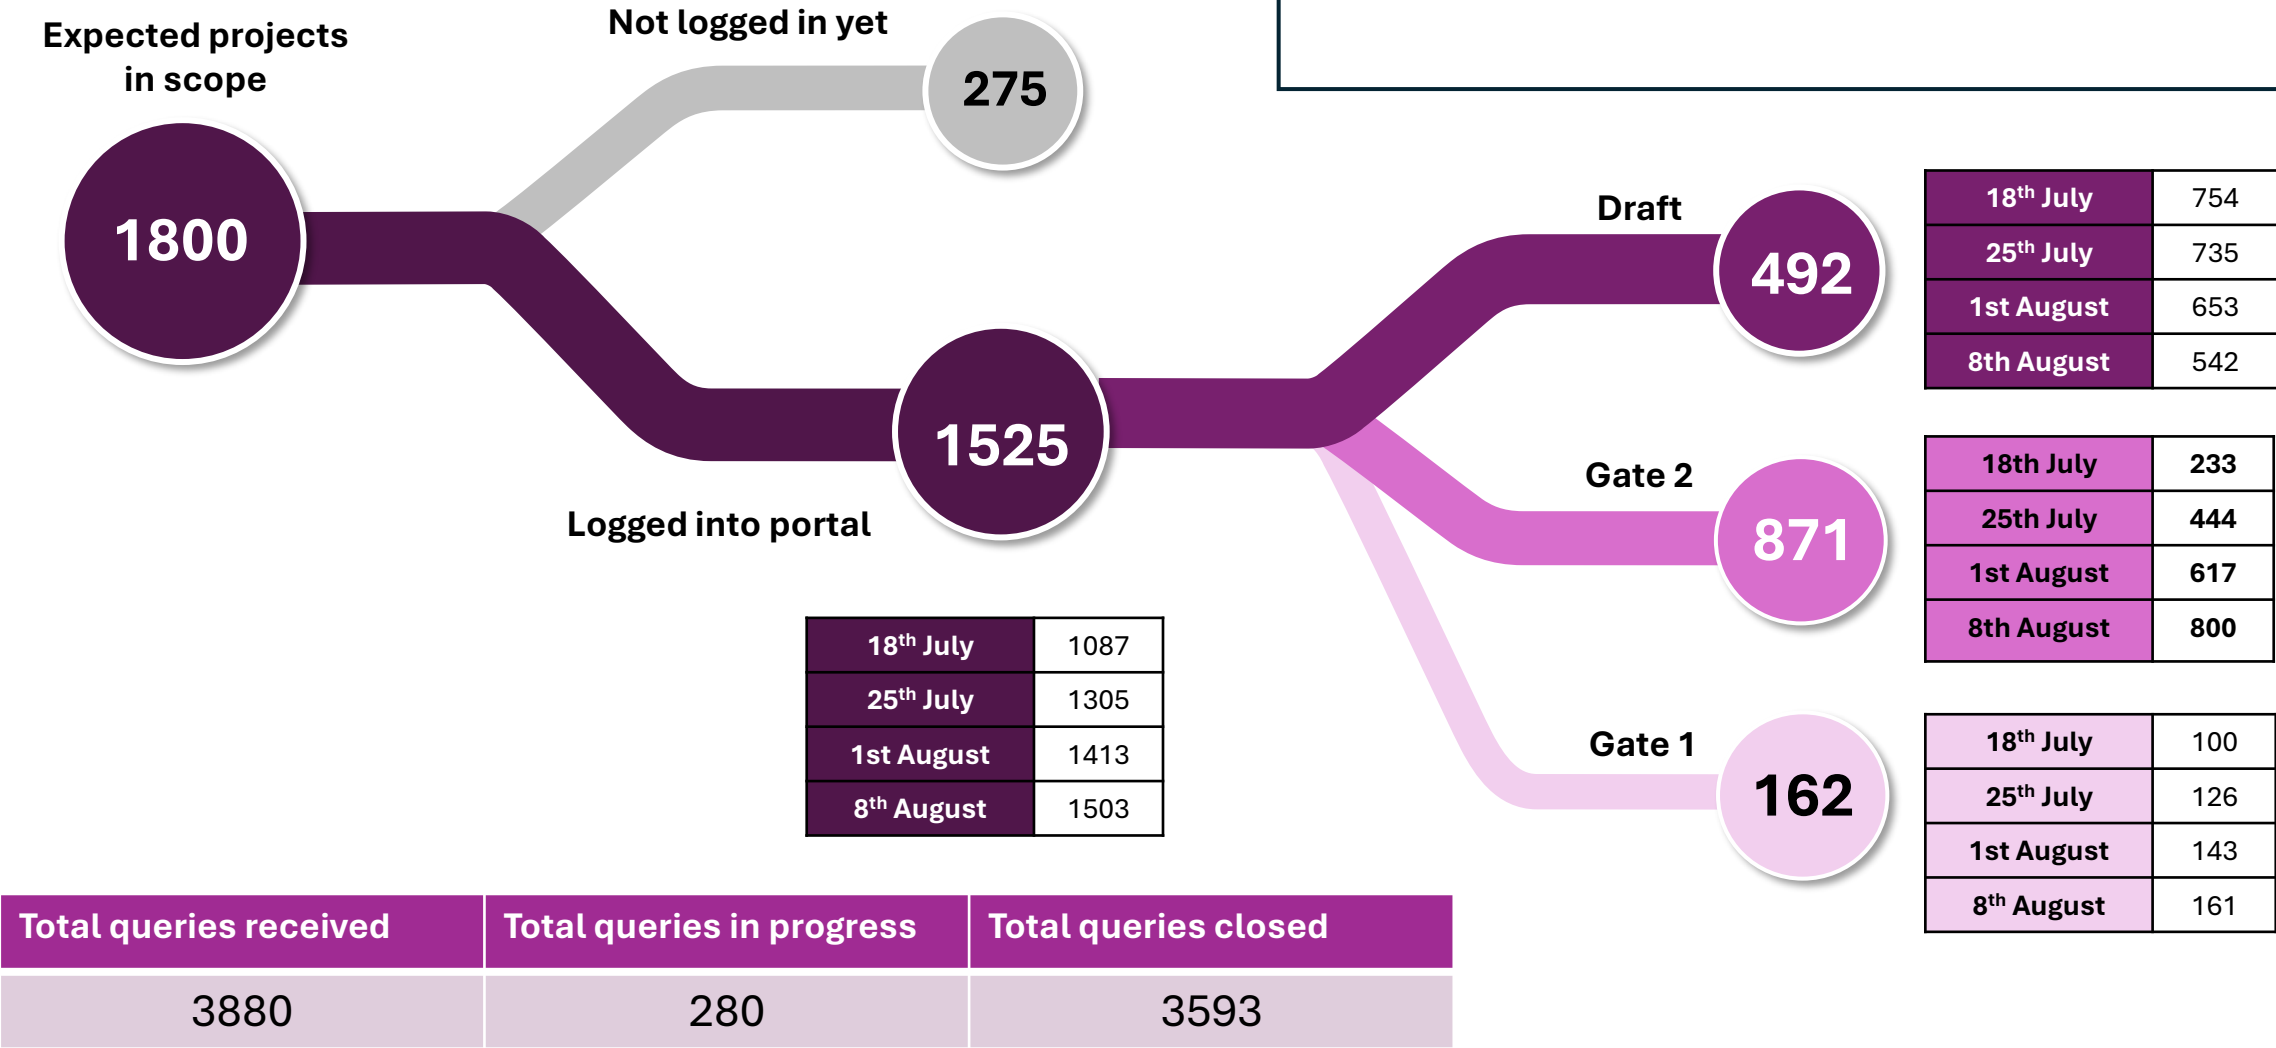 Expected projects
in scope
1800
Not logged in yet
275
1525
Logged into portal
18th July 1087
25th July 1305
1st August 1413
8th August 1503
Draft
492
18th July 754
25th July 735
1st August 653
8th August 542
Gate 2
871
18th July 233
25th July 444
1st August 617
8th August 800
Gate 1
162
18th July 100
25th July 126
1st August 143
8th August 161
Total queries received Total queries in progress Total queries closed
3880 280 3593